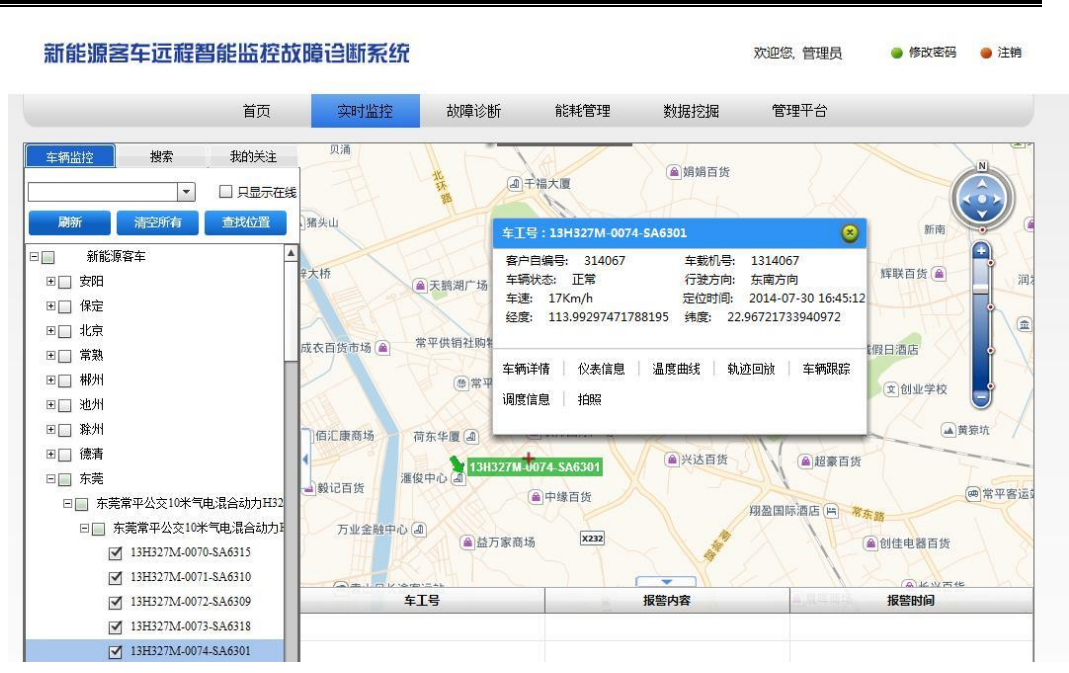 新能源客车远程智能监控故障诊断系统
欢迎您, 管理员 修改密码 注销
首页 实时监控 故障诊断 能耗管理 数据挖掘 管理平台
车辆监控 搜索 我的关注
只显示在线
刷新 清空所有 查找位置
新能源客车
安阳
保定
北京
常熟
郴州
池州
滁州
德清
东莞
东莞常平公交10米气电混合动力H32
东莞常平公交10米气电混合动力
13H327M-0070-SA6315
13H327M-0071-SA6310
13H327M-0072-SA6309
13H327M-0073-SA6318
13H327M-0074-SA6301
贝涌
北环路
千福大厦
娟娟百货
N
猪头山
新南
大桥
天鹅湖广场
辉联百货
润
成衣百货市场
常平供销社购
假日酒店
常平
创业学校
佰汇康商场
荷东华厦
黄猄坑
毅记百货
滙俊中心
兴达百货
超豪百货
中缘百货
常平客运
翔盈国际酒店
常东路
万业金融中心
益万家商场
X232
创佳电器百货
车工号：13H327M-0074-SA6301
客户自编号: 314067 车载机号: 1314067
车辆状态: 正常 行驶方向: 东南方向
车速: 17Km/h 定位时间: 2014-07-30 16:45:12
经度: 113.99297471788195 纬度: 22.96721733940972
车辆详情 仪表信息 温度曲线 轨迹回放 车辆跟踪
调度信息 拍照
13H327M-0074-SA6301
车工号 报警内容 报警时间